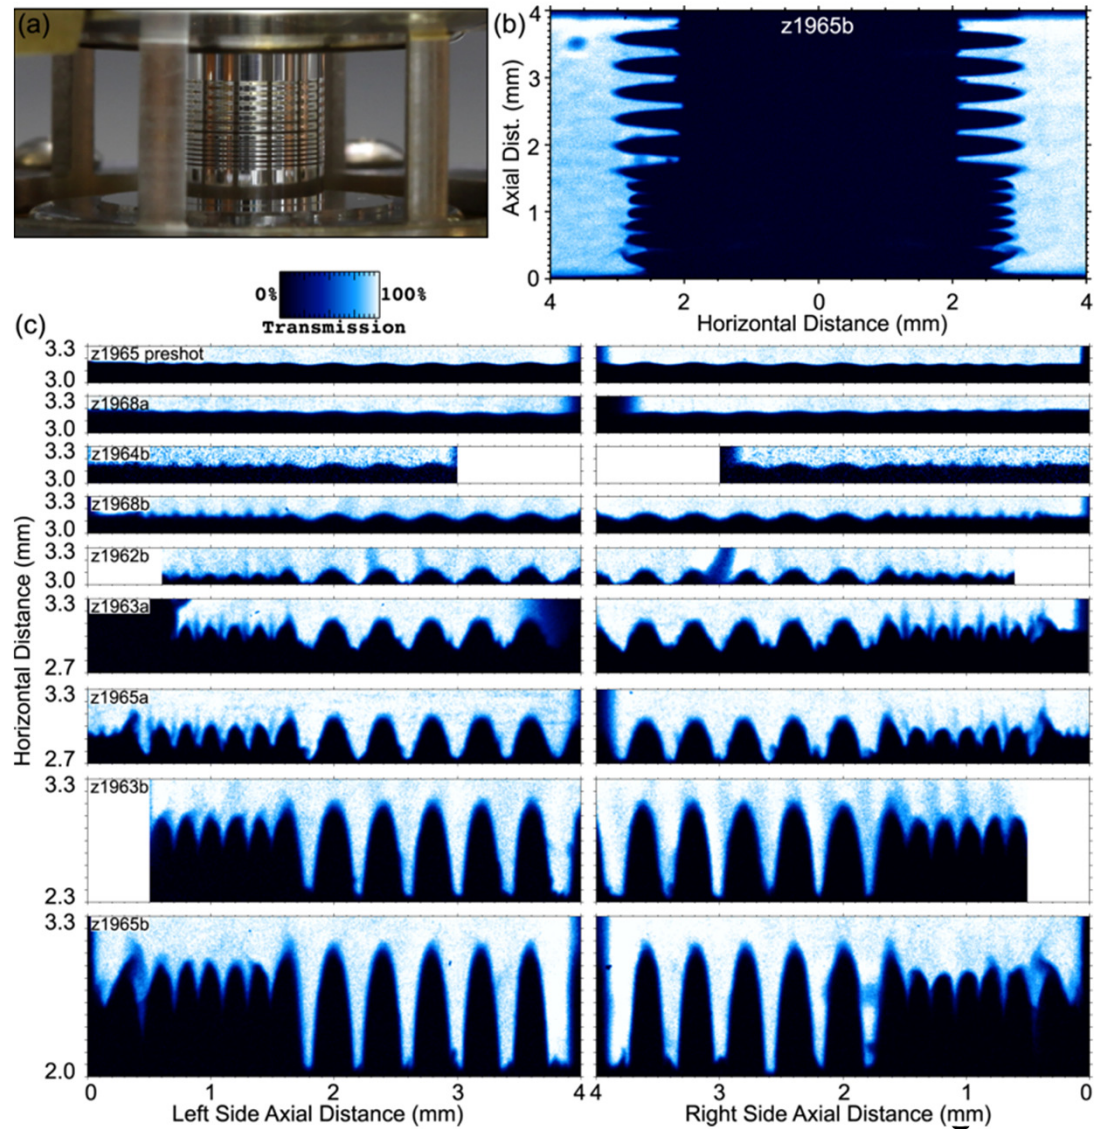 (a)
(b)
z1965b
4
3
2
1
0
Axial Dist. (mm)
4 2 0 2 4
Horizontal Distance (mm)
0% 100%
Transmission
(c)
Horizontal Distance (mm)
3.3
z1965 preshot
3.0
3.3
z1968a
3.0
3.3
z1964b
3.0
3.3
z1968b
3.0
3.3
z1962b
3.0
3.3
z1963a
2.7
3.3
z1965a
2.7
3.3
z1963b
2.3
3.3
z1965b
2.0
0 1 2 3 4 4 3 2 1 0
Left Side Axial Distance (mm) Right Side Axial Distance (mm)